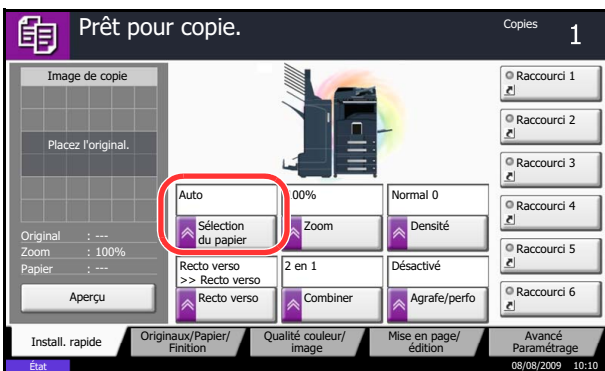 Prêt pour copie.
Copies
1
Image de copie
Placez l'original.
Original : ---
Zoom : 100%
Papier : ---
Aperçu
Auto
Sélection
du papier
100%
Zoom
Normal 0
Densité
Recto verso
>> Recto verso
Recto verso
2 en 1
Combiner
Désactivé
Agrafe/perfo
Raccourci 1
Raccourci 2
Raccourci 3
Raccourci 4
Raccourci 5
Raccourci 6
Install. rapide
Originaux/Papier/
Finition
Qualité couleur/
image
Mise en page/
édition
Avancé
Paramétrage
État
08/08/2009 10:10